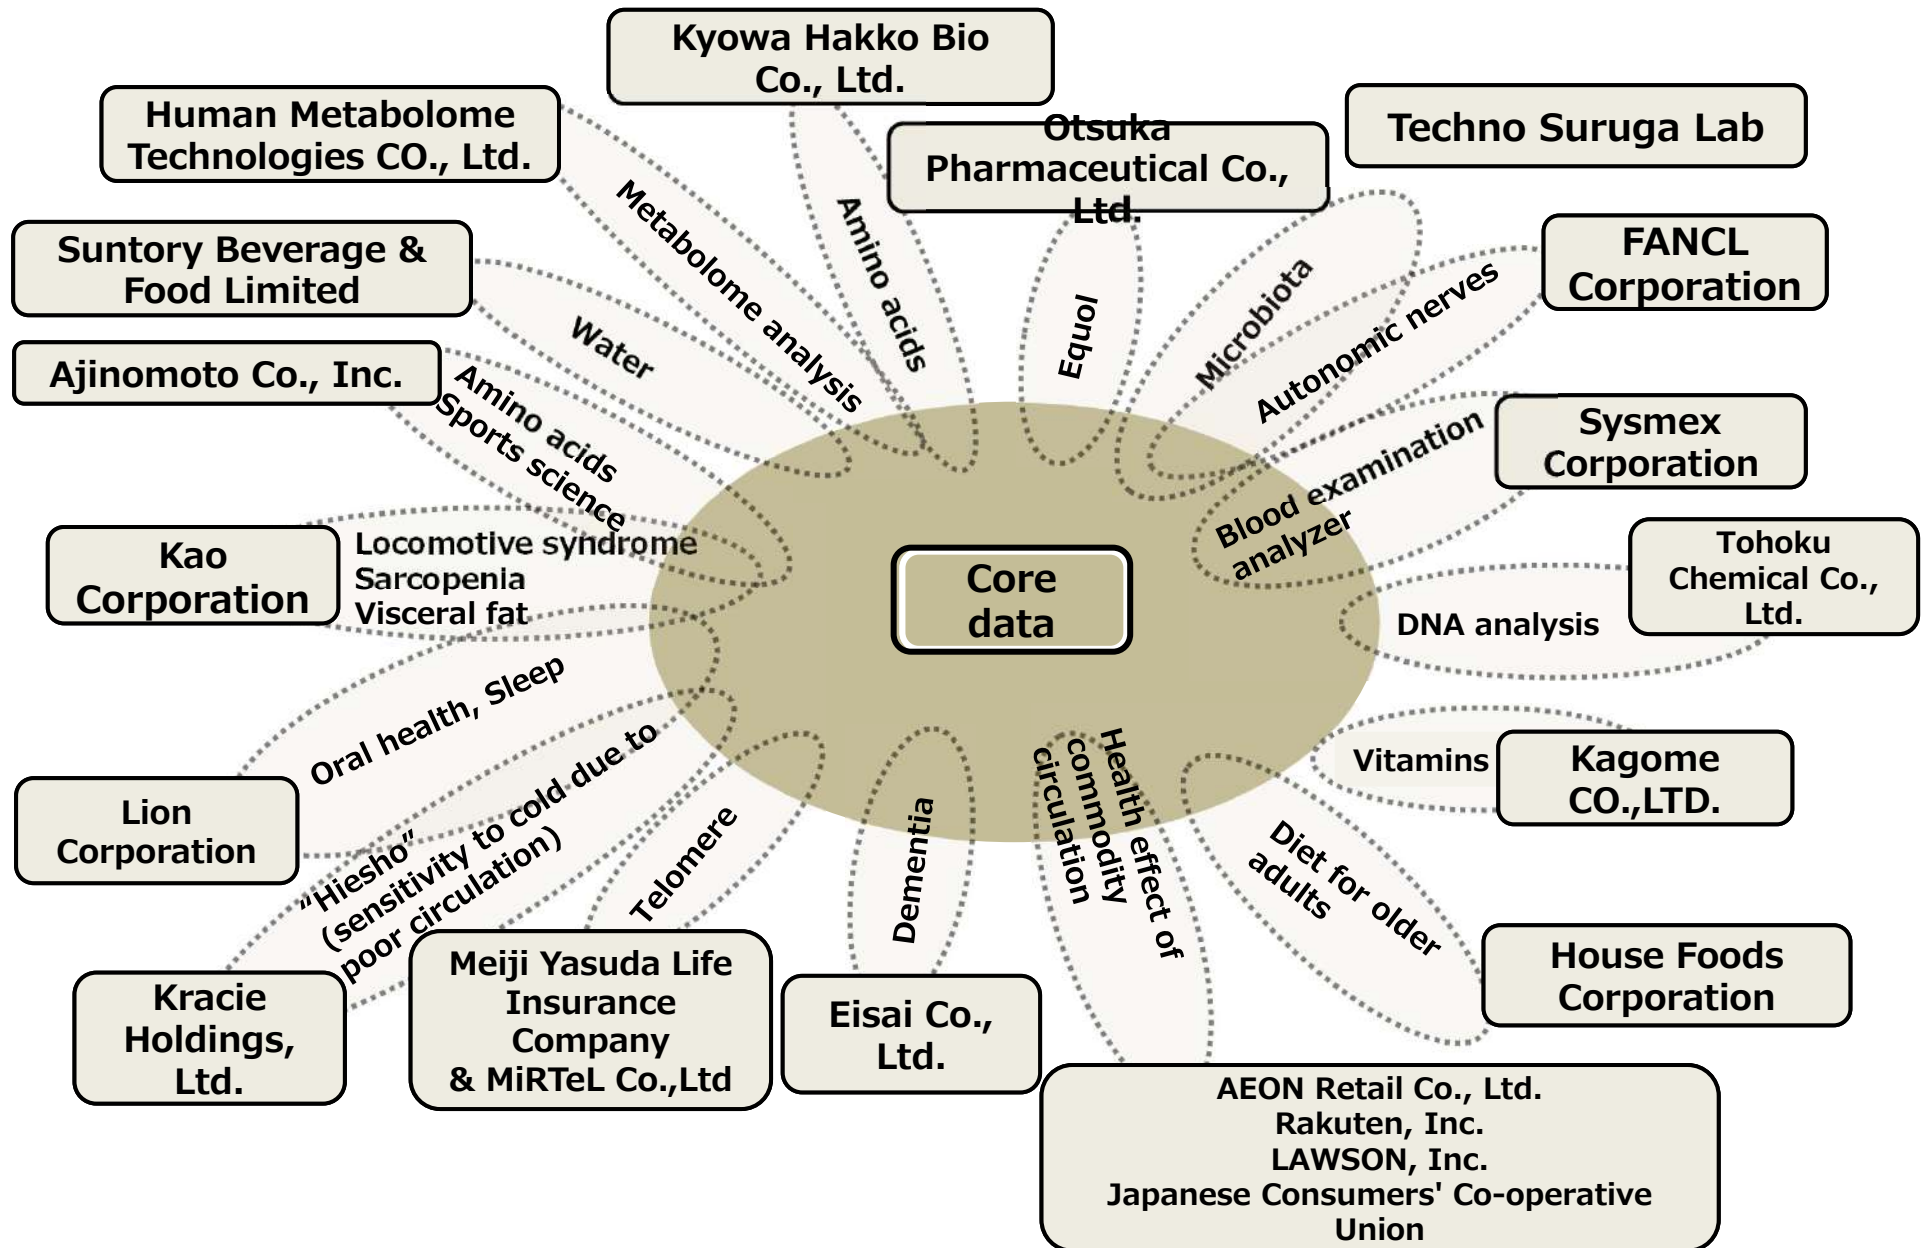 Kyowa Hakko Bio
Co., Ltd.
Human Metabolome
Technologies CO., Ltd.
Otsuka
Pharmaceutical Co.,
Ltd.
Techno Suruga Lab
Suntory Beverage &
Food Limited
FANCL
Corporation
Ajinomoto Co., Inc.
Metabolome analysis
Amino acids
Equol
Microbiota
Autonomic nerves
Water
Amino acids
Sports science
Sysmex
Corporation
Blood examination
analyzer
Kao
Corporation
Locomotive syndrome
Sarcopenia
Visceral fat
Core
data
Tohoku
Chemical Co.,
Ltd.
DNA analysis
Oral health, Sleep
Vitamins
Kagome
CO.,LTD.
Lion
Corporation
"Hiesho"
(sensitivity to cold due to
poor circulation)
Telomere
Dementia
Health effect of
commodity
circulation
Diet for older
adults
House Foods
Corporation
Kracie
Holdings,
Ltd.
Meiji Yasuda Life
Insurance
Company
& MiRTeL Co.,Ltd
Eisai Co.,
Ltd.
AEON Retail Co., Ltd.
Rakuten, Inc.
LAWSON, Inc.
Japanese Consumers' Co-operative
Union